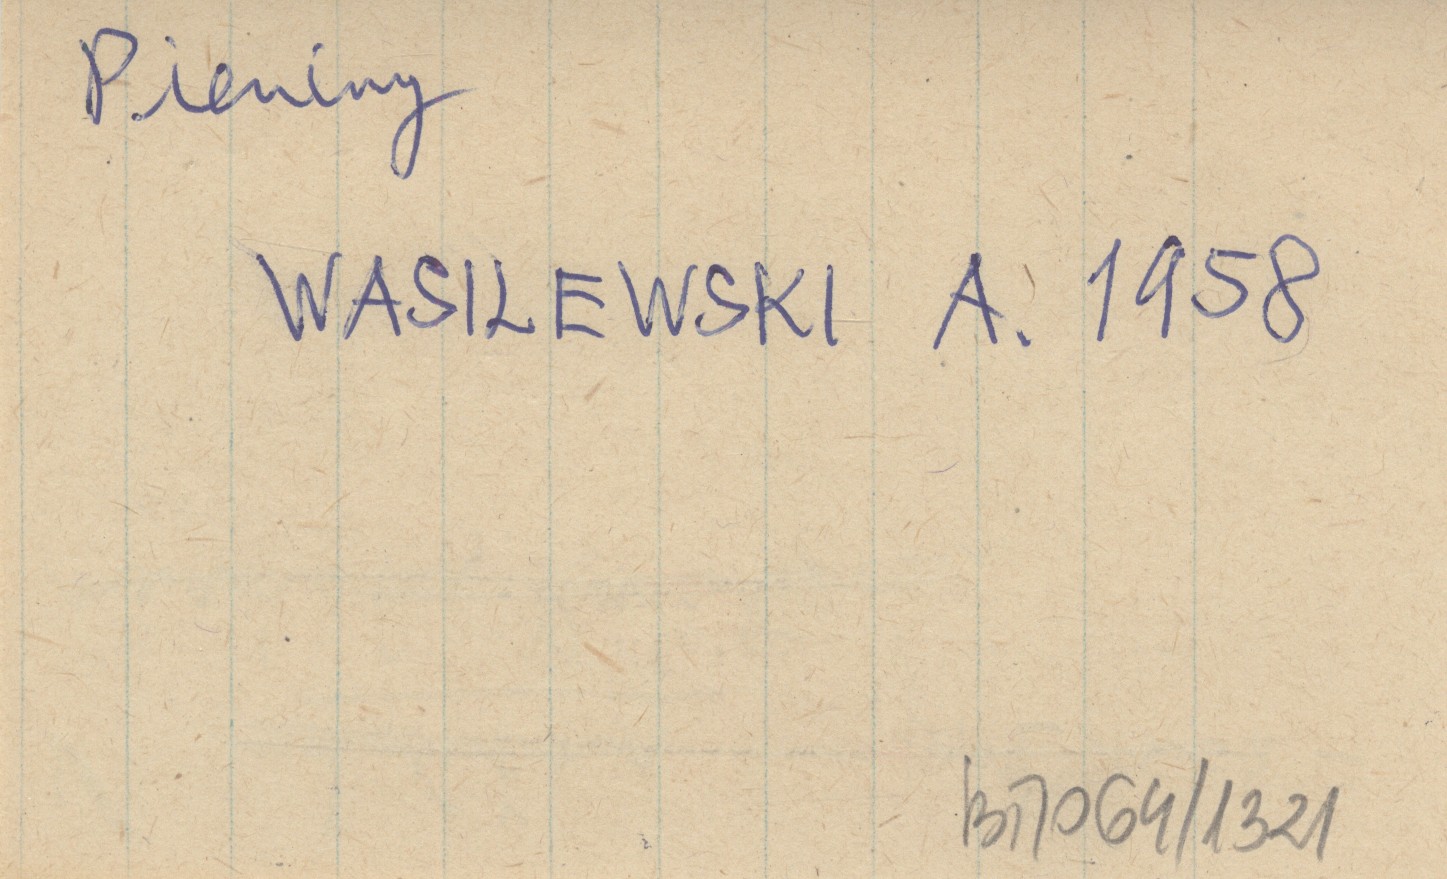 Pieniny
WASILEWSKI A. 1958
B17064/1321